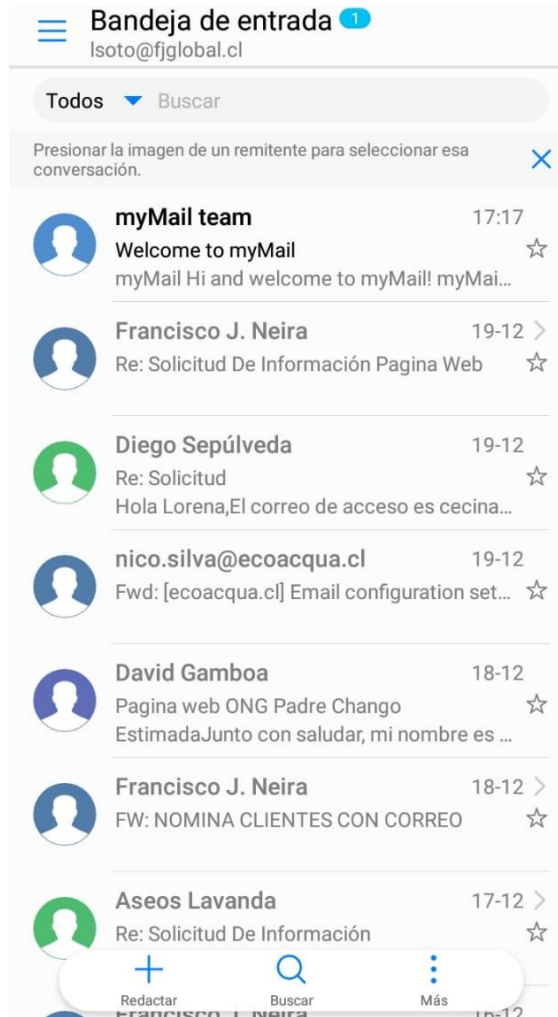 Bandeja de entrada 1
lsoto@fjglobal.cl
Todos Buscar
Presionar la imagen de un remitente para seleccionar esa
conversación.
myMail team 17:17
Welcome to myMail
myMail Hi and welcome to myMail! myMai...
Francisco J. Neira 19-12
Re: Solicitud De Información Pagina Web
Diego Sepúlveda 19-12
Re: Solicitud
Hola Lorena,El correo de acceso es cecina...
nico.silva@ecoacqua.cl 19-12
Fwd: [ecoacqua.cl] Email configuration set...
David Gamboa 18-12
Pagina web ONG Padre Chango
EstimadaJunto con saludar, mi nombre es ...
Francisco J. Neira 18-12
FW: NOMINA CLIENTES CON CORREO
Aseos Lavanda 17-12
Re: Solicitud De Información
Redactar Buscar Más
Francisco J. Neira 16-12